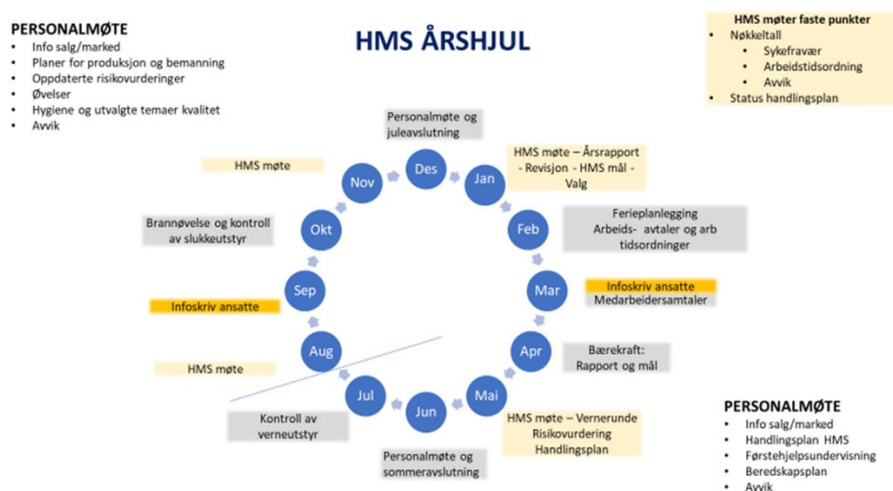 HMS ÅRSHJUL
PERSONALMØTE
• Info salg/marked
• Planer for produksjon og bemanning
• Oppdaterte risikovurderinger
• Øvelser
• Hygiene og utvalgte temaer kvalitet
• Avvik
HMS møter faste punkter
• Nøkkeltall
• Sykefravær
• Arbeidstidsordning
• Avvik
• Status handlingsplan
Personalmøte og
juleavslutning
Des
HMS møte – Årsrapport
- Revisjon - HMS mål -
Valg
Jan
Ferieplanlegging
Arbeids- avtaler og arb
tidsordninger
Feb
Infoskriv ansatte
Medarbeidersamtaler
Mar
Bærekraft:
Rapport og mål
Apr
HMS møte – Vernerunde
Risikovurdering
Handlingsplan
Mai
Personalmøte og
sommeravslutning
Jun
Kontroll av
verneutstyr
Jul
HMS møte
Aug
Infoskriv ansatte
Sep
Brannøvelse og kontroll
av slukkeutstyr
Okt
HMS møte
Nov
PERSONALMØTE
• Info salg/marked
• Handlingsplan HMS
• Førstehjelpsundervisning
• Beredskapsplan
• Avvik